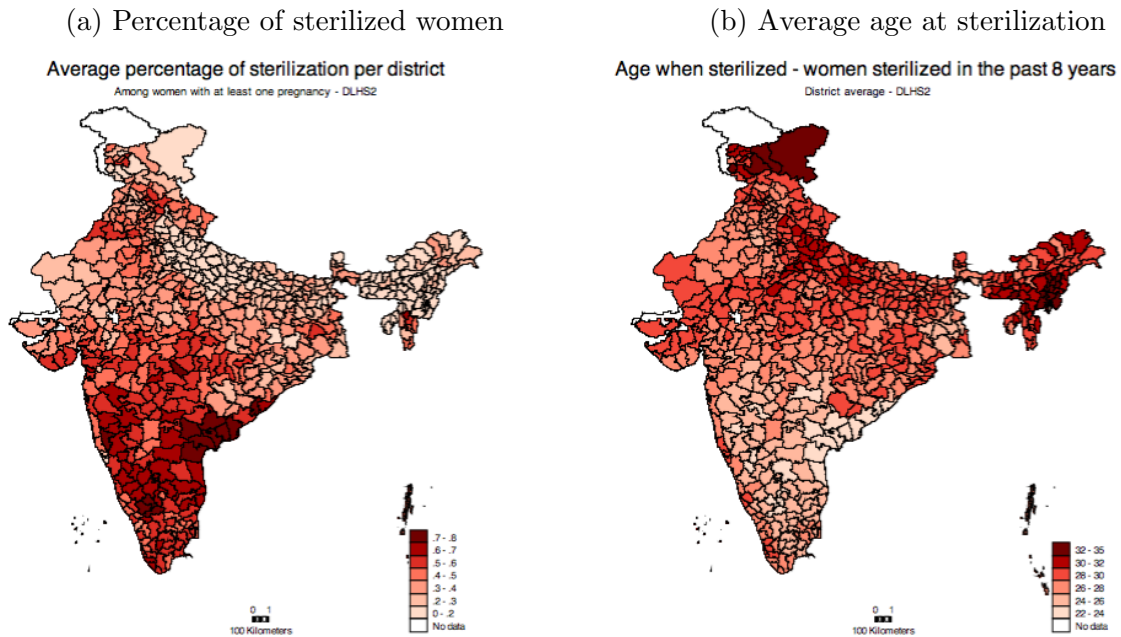 (a) Percentage of sterilized women
Average percentage of sterilization per district
Among women with at least one pregnancy - DLHS2
.7 - .8
.6 - .7
.5 - .6
.4 - .5
.3 - .4
.2 - .3
0 - .2
No data
0 1
100 Kilometers
(b) Average age at sterilization
Age when sterilized - women sterilized in the past 8 years
District average - DLHS2
32 - 35
30 - 32
28 - 30
26 - 28
24 - 26
22 - 24
No data
0 1
100 Kilometers